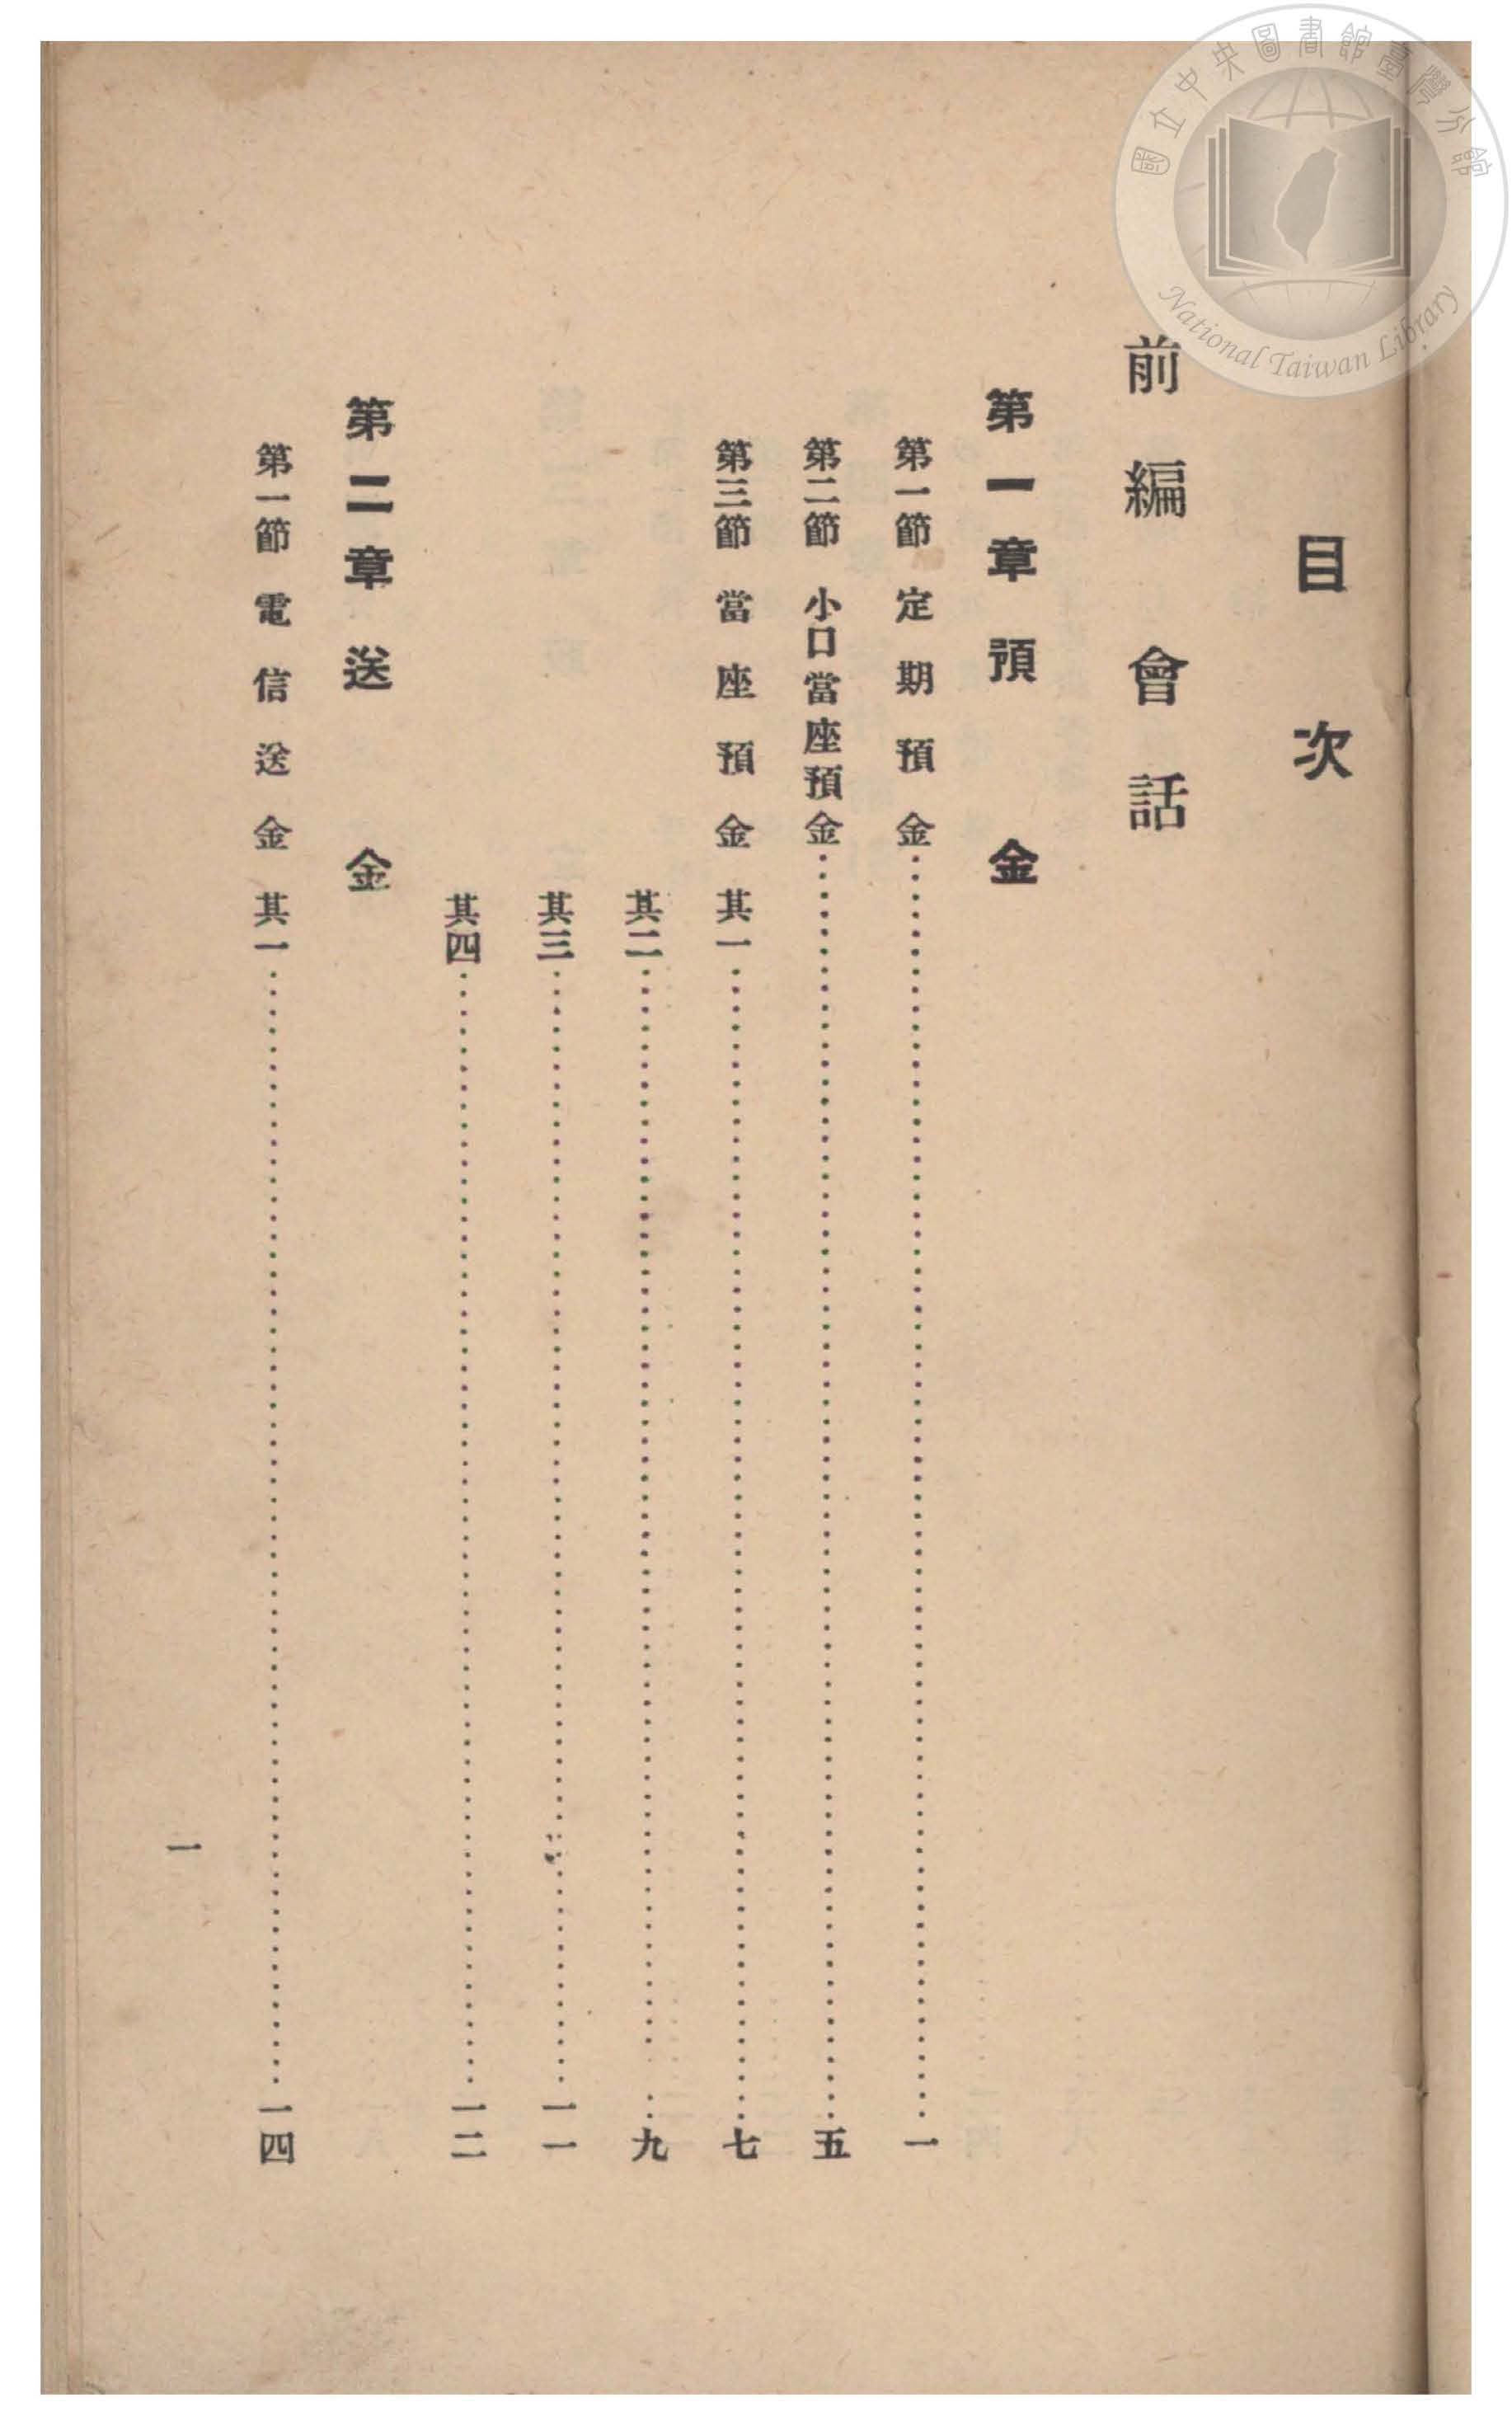 目次
前編 會話
第一章 預金
第一節 定期預金…………一
第二節 小口當座預金…………五
第三節 當座預金 其一…………七
其二…………九
其三…………一一
其四…………一二
第二章 送金
第一節 電信送金 其一…………一四
一
國立中央圖書館臺灣分館
National Taiwan Library